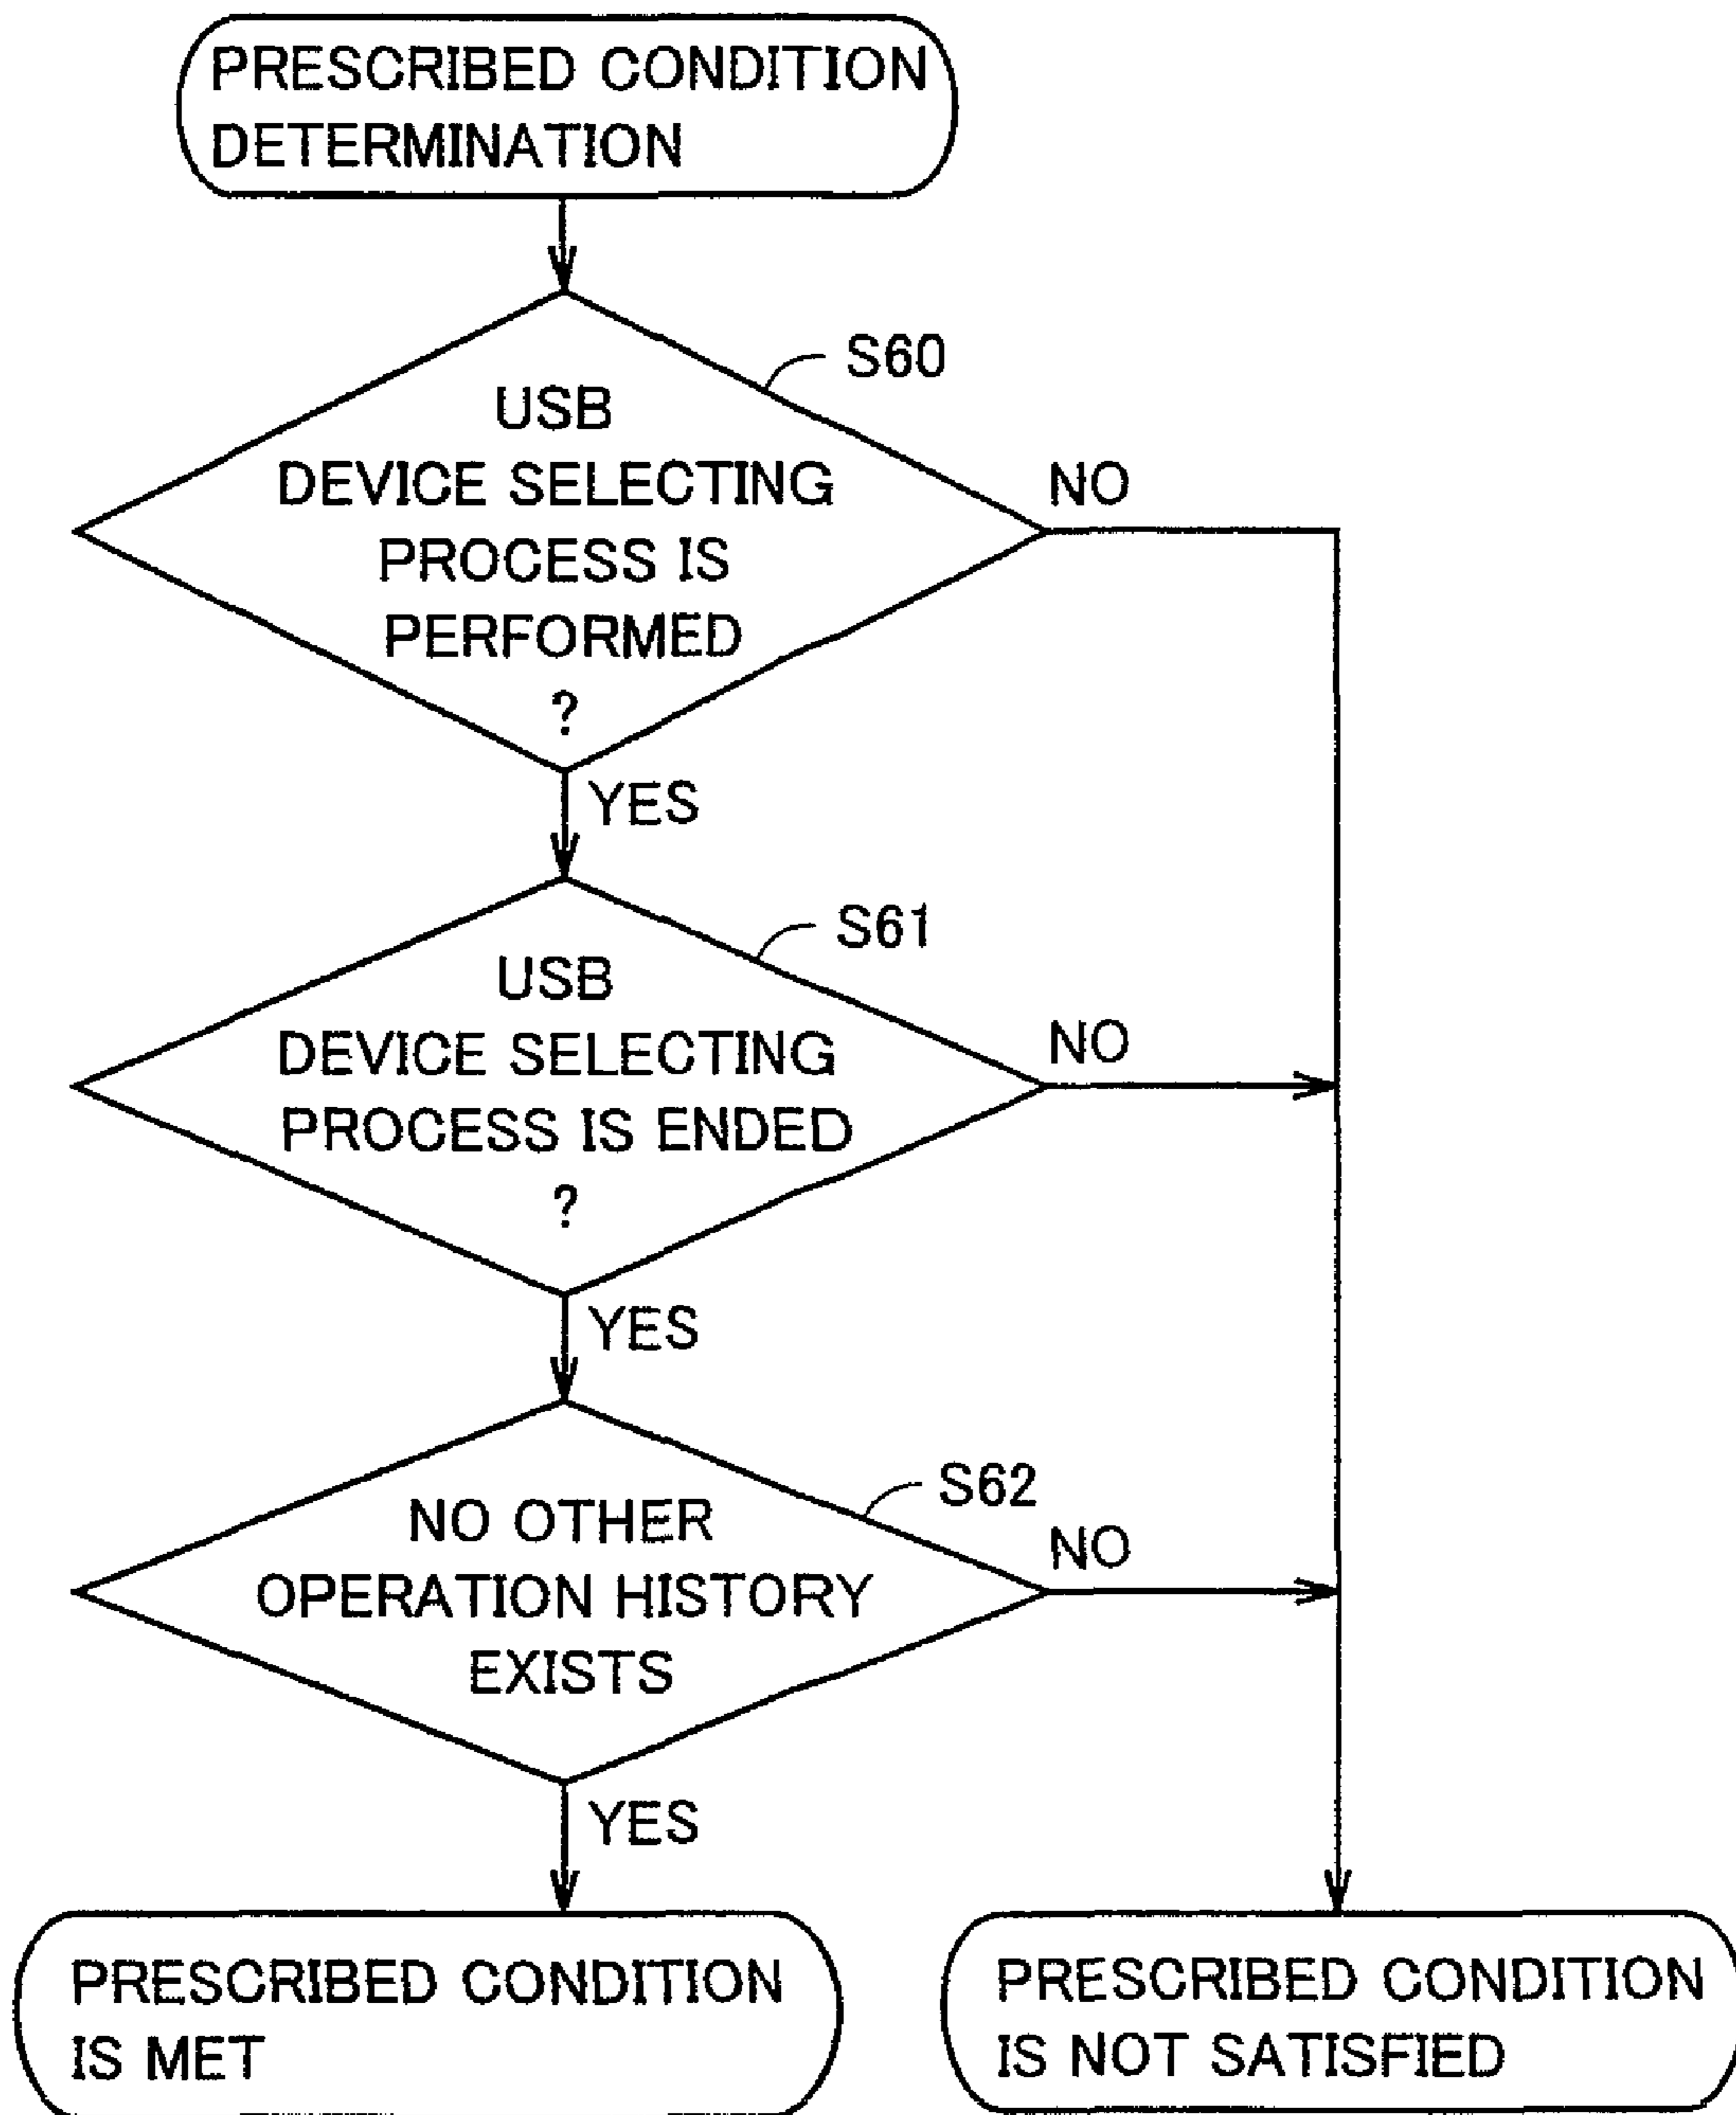 PRESCRIBED CONDITION
DETERMINATION
S60
USB
DEVICE SELECTING
PROCESS IS
PERFORMED
?
NO
YES
S61
USB
DEVICE SELECTING
PROCESS IS ENDED
?
NO
YES
S62
NO OTHER
OPERATION HISTORY
EXISTS
NO
YES
PRESCRIBED CONDITION
IS MET
PRESCRIBED CONDITION
IS NOT SATISFIED